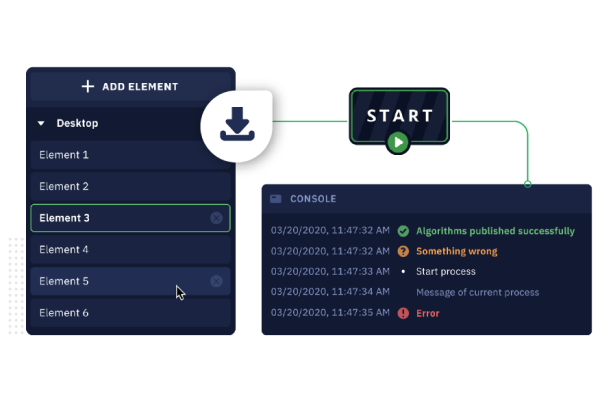 ADD ELEMENT
Desktop
Element 1
Element 2
Element 3
Element 4
Element 5
Element 6
START
CONSOLE
03/20/2020, 11:47:32 AM Algorithms published successfully
03/20/2020, 11:47:32 AM Something wrong
03/20/2020, 11:47:33 AM • Start process
03/20/2020, 11:47:34 AM Message of current process
03/20/2020, 11:47:35 AM Error